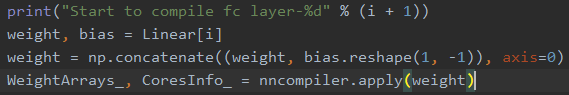 print("Start to compile fc layer-%d" % (i + 1))
weight, bias = Linear[i]
weight = np.concatenate((weight, bias.reshape(1, -1)), axis=0)
WeightArrays_, CoresInfo_ = nncompiler.apply(weight)